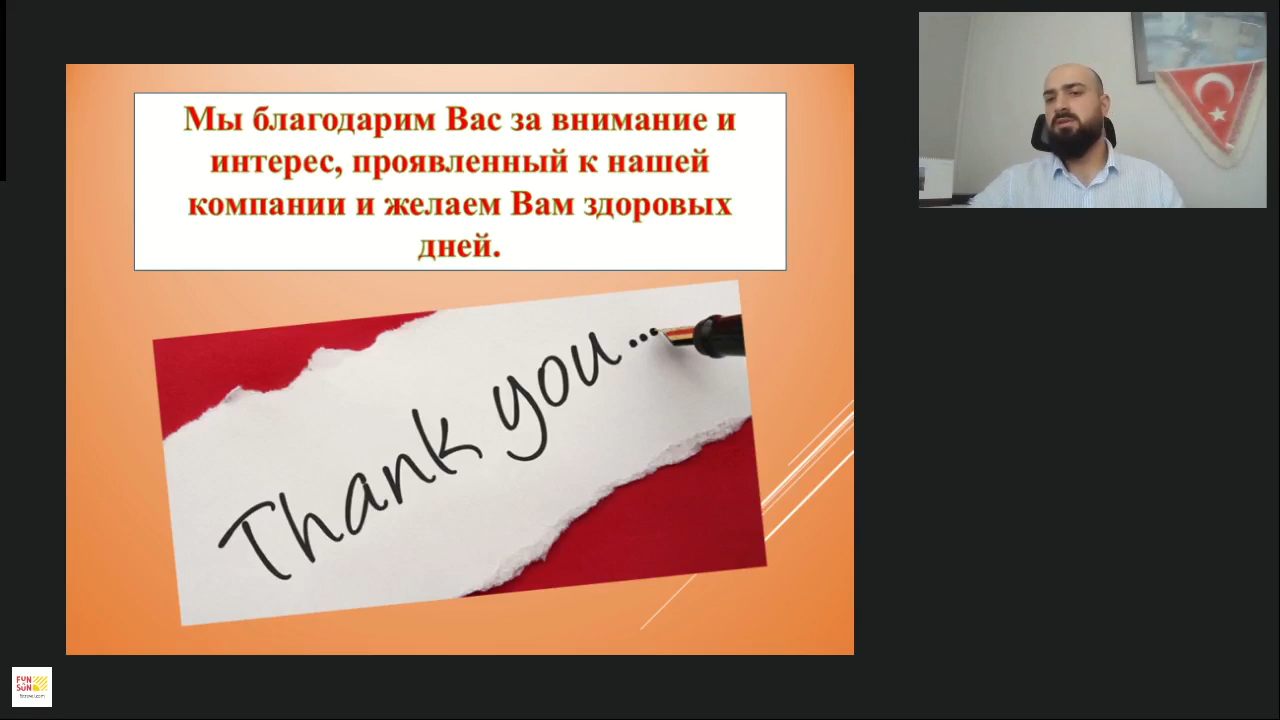 Мы благодарим Вас за внимание и
интерес, проявленный к нашей
компании и желаем Вам здоровых
дней.
Thank you...
FUN
&SUN